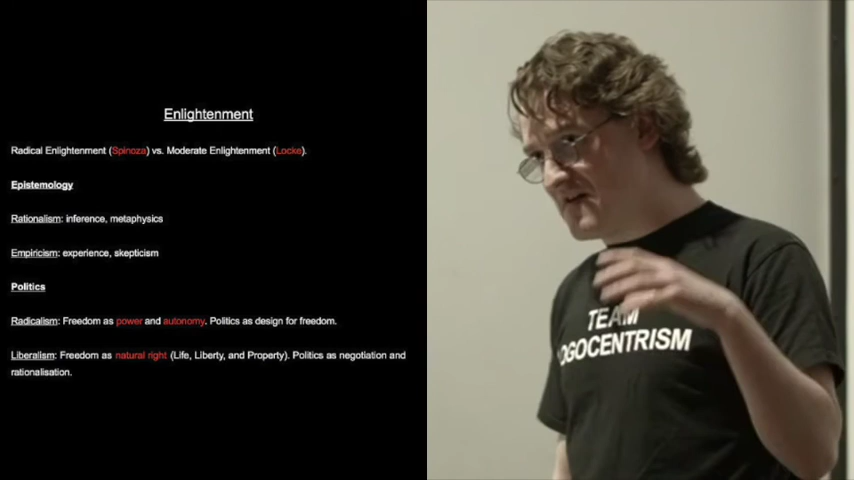 Enlightenment
Radical Enlightenment (Spinoza) vs. Moderate Enlightenment (Locke).
Epistemology
Rationalism: inference, metaphysics
Empiricism: experience, skepticism
Politics
Radicalism: Freedom as power and autonomy. Politics as design for freedom.
Liberalism: Freedom as natural right (Life, Liberty, and Property). Politics as negotiation and
rationalisation.
TEAM
OGOCENTRISM